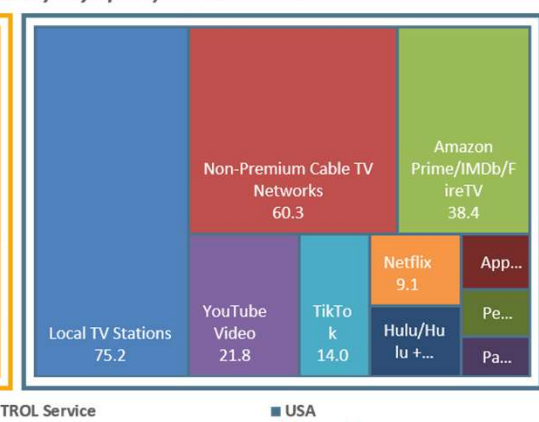 Non-Premium Cable TV
Networks
60.3
Amazon
Prime/IMDb/F
ireTV
38.4
Local TV Stations
75.2
YouTube
Video
21.8
TikTo
k
14.0
Netflix
9.1
Hulu/Hu
lu +...
App...
Pe...
Pa...
TROL Service
USA